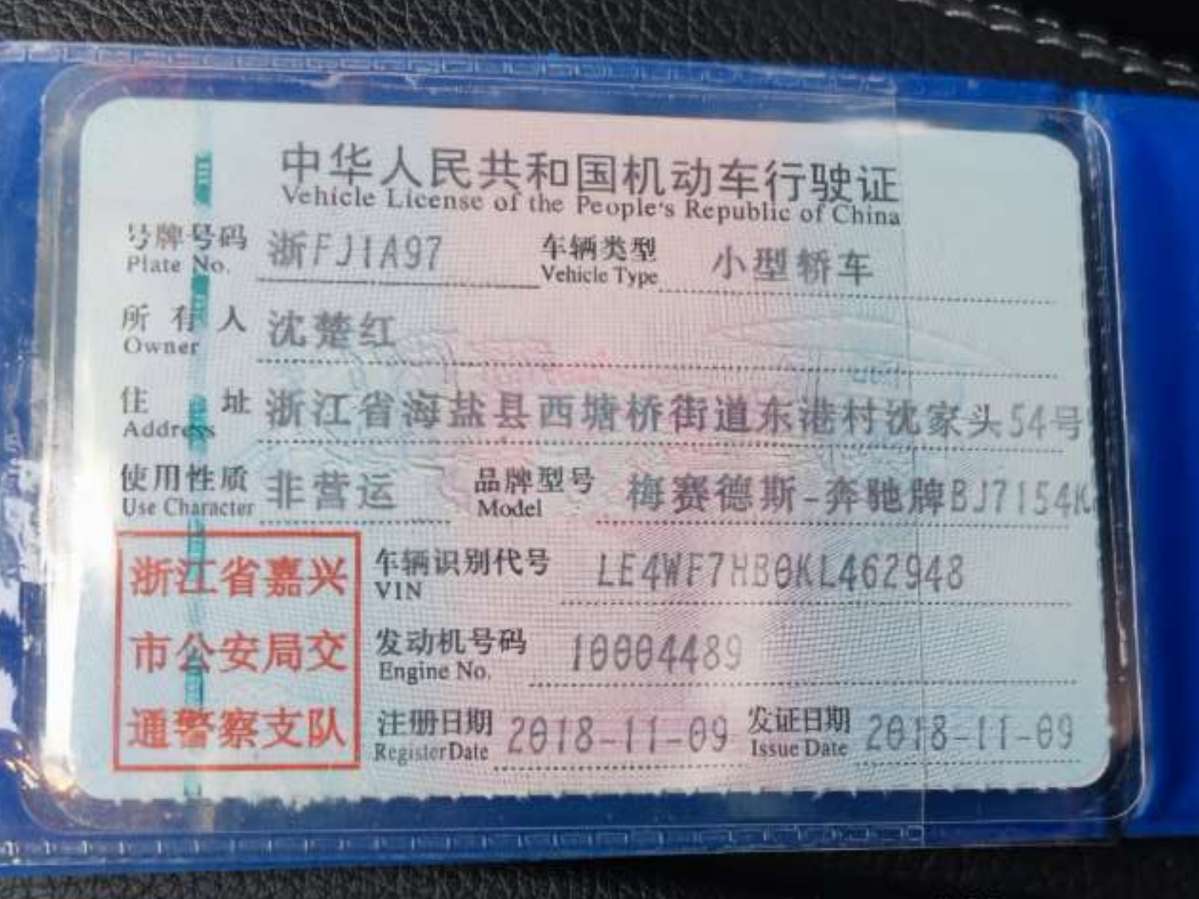 中华人民共和国机动车行驶证
Vehicle License of the People's Republic of China
号牌号码 浙FJ1A97 车辆类型 小型轿车
Plate No. Vehicle Type
所有人 沈楚红
Owner
住址 浙江省海盐县西塘桥街道东港村沈家头54号
Address
使用性质 非营运 品牌型号 梅赛德斜-奔驰牌BJ7154K
Use Character Model
浙江省嘉兴
市公安局交
通警察支队
车辆识别代号 LE4WF7HB0KL462948
VIN
发动机号码 10004489
Engine No.
注册日期 2018-11-09 发证日期 2018-11-09
Register Date Issue Date